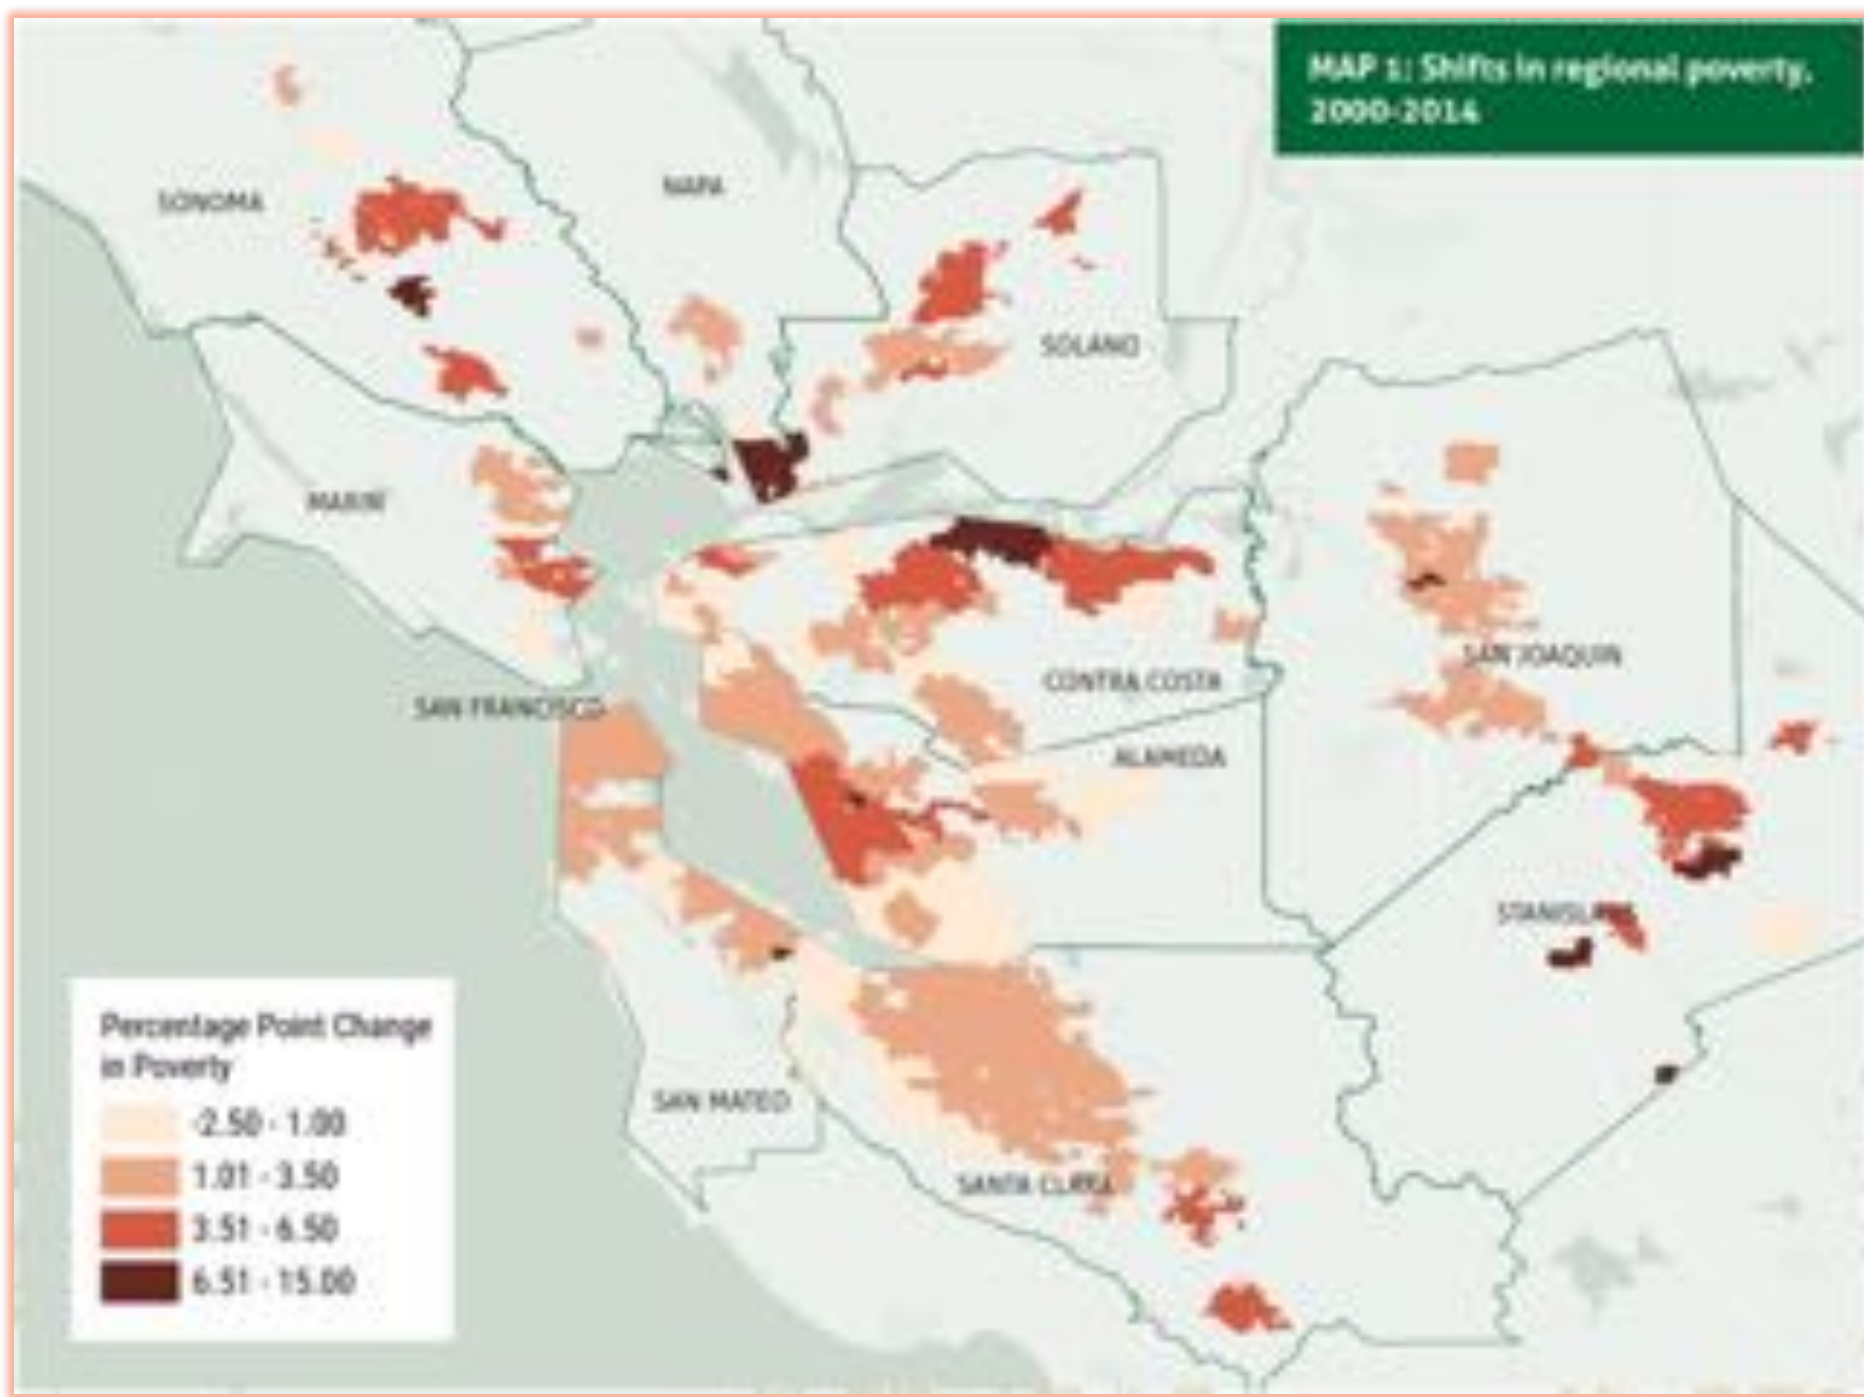 MAP 1: Shifts in regional poverty,
2000-2014
SONOMA
NAPA
SOLANO
MARIN
SAN JOAQUIN
CONTRA COSTA
SAN FRANCISCO
ALAMEDA
STANISLAUS
SAN MATEO
SANTA CLARA
Percentage Point Change
in Poverty
-2.50 - 1.00
1.01 - 3.50
3.51 - 6.50
6.51 - 15.00